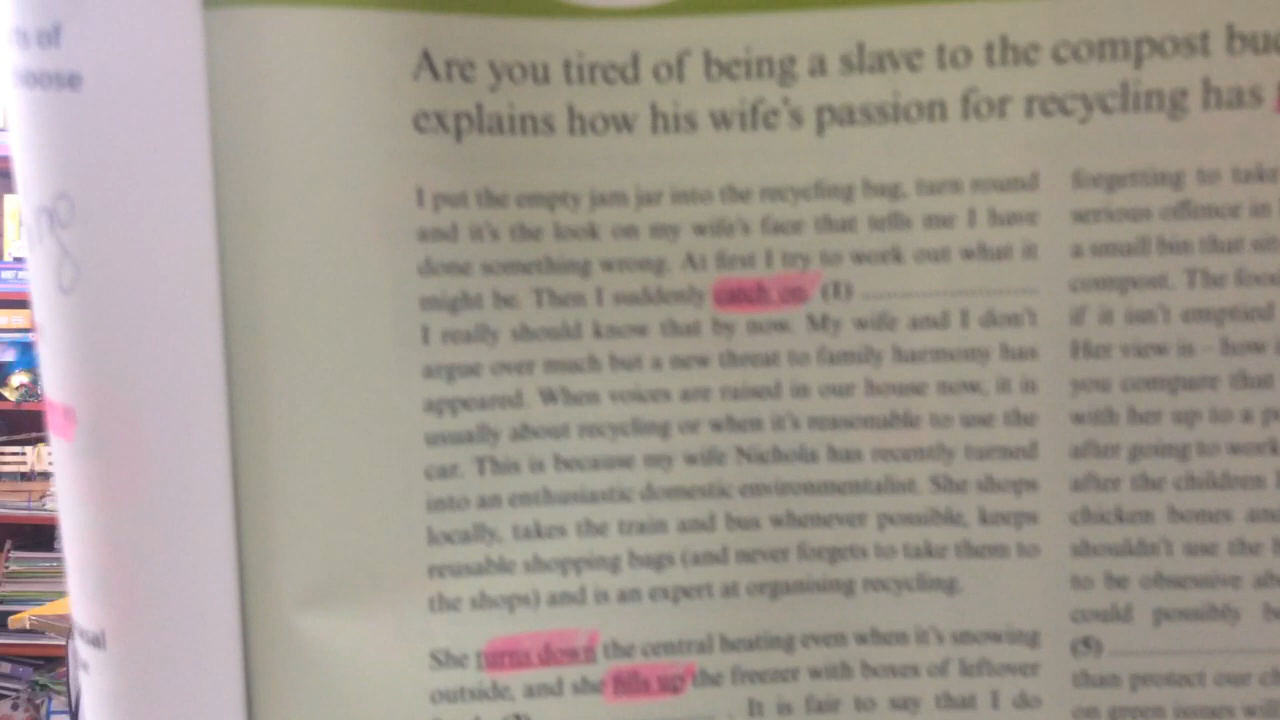 s of
oose
Are you tired of being a slave to the compost bu
explains how his wife's passion for recycling has
I put the empty jam jar into the recycling bag, turn round
and it's the look on my wife's face that tells me I have
done something wrong. At first I try to work out what it
might be. Then I suddenly catch on. (1) ....................
I really should know that by now. My wife and I don't
argue over much but a new threat to family harmony has
appeared. When voices are raised in our house now, it is
usually about recycling or when it's reasonable to use the
car. This is because my wife Nichola has recently turned
into an enthusiastic domestic environmentalist. She shops
locally, takes the train and bus whenever possible, keeps
reusable shopping bags (and never forgets to take them to
the shops) and is an expert at organising recycling.
She turns down the central heating even when it's snowing
outside, and she fills up the freezer with boxes of leftover
It is fair to say that I do
forgetting to take
serious offence in
a small bin that sit
compost. The foo
if it isn't emptied
Her view is – how
you compare that
with her up to a p
after going to work
after the children
chicken bones and
shouldn't use the
to be obsessive ab
could possibly b
(5) ....................
than protect our ch
on green issues will